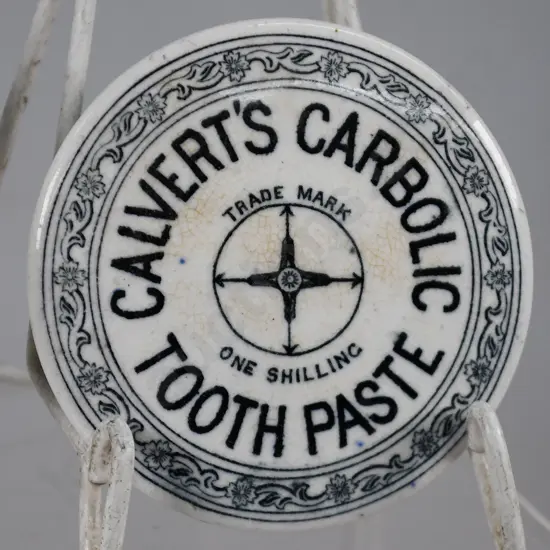 CALVERT'S CARBOLIC
TOOTH PASTE
TRADE MARK
ONE SHILLING